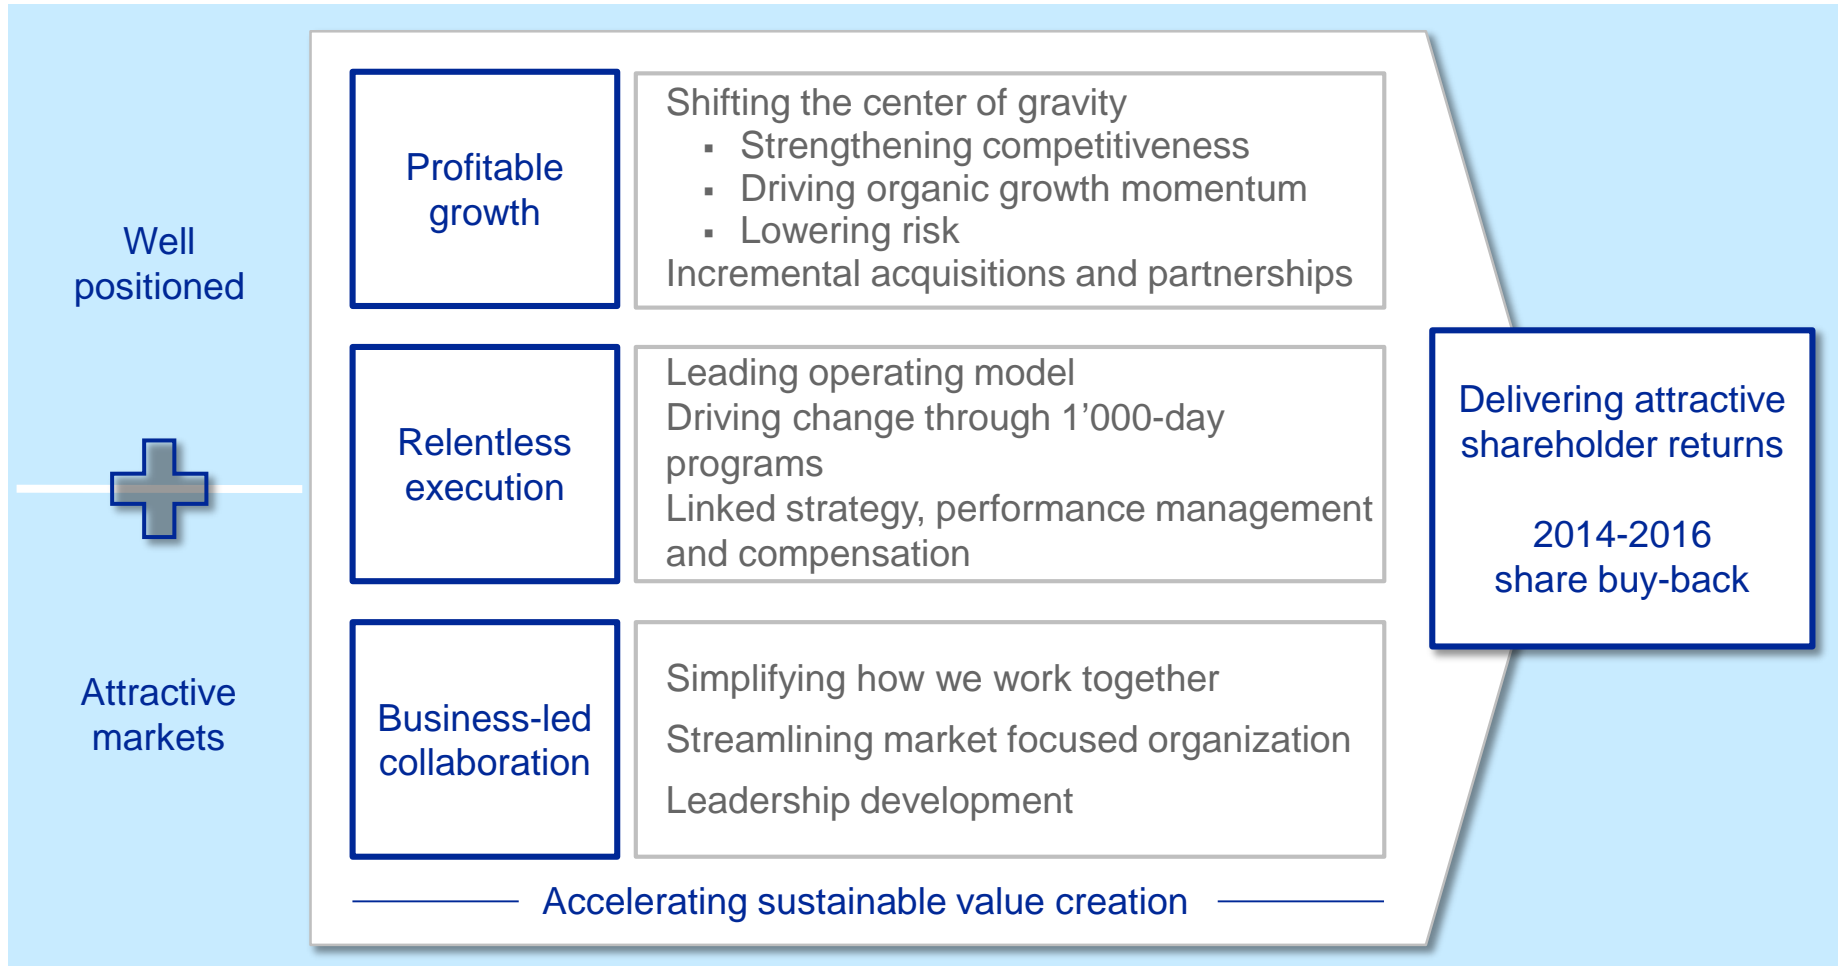 Well
positioned
Attractive
markets
Profitable
growth
Shifting the center of gravity
▪ Strengthening competitiveness
▪ Driving organic growth momentum
▪ Lowering risk
Incremental acquisitions and partnerships
Relentless
execution
Leading operating model
Driving change through 1’000-day
programs
Linked strategy, performance management
and compensation
Business-led
collaboration
Simplifying how we work together
Streamlining market focused organization
Leadership development
Accelerating sustainable value creation
Delivering attractive
shareholder returns
2014-2016
share buy-back